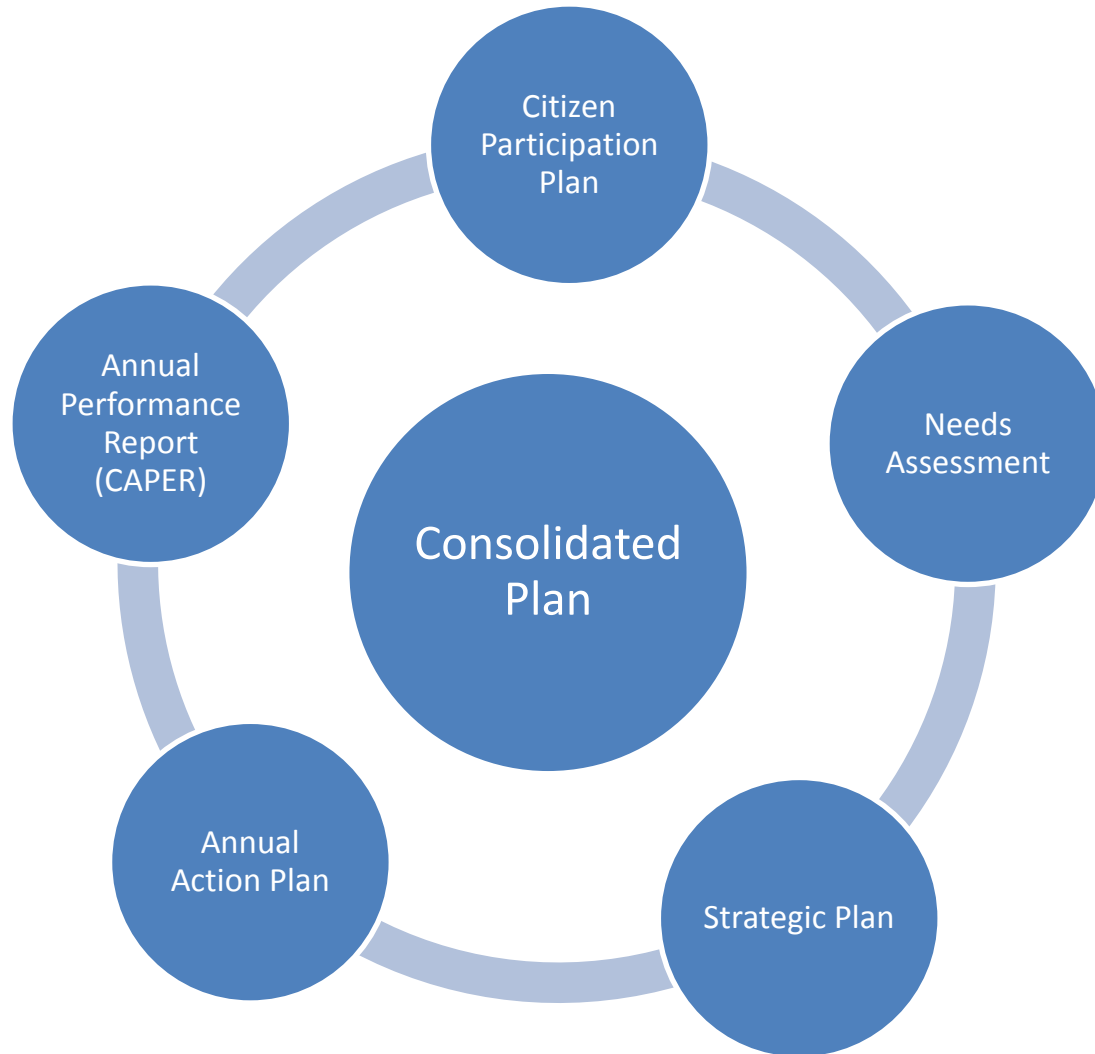 Citizen
Participation
Plan
Needs
Assessment
Strategic Plan
Annual
Action Plan
Annual
Performance
Report
(CAPER)
Consolidated
Plan